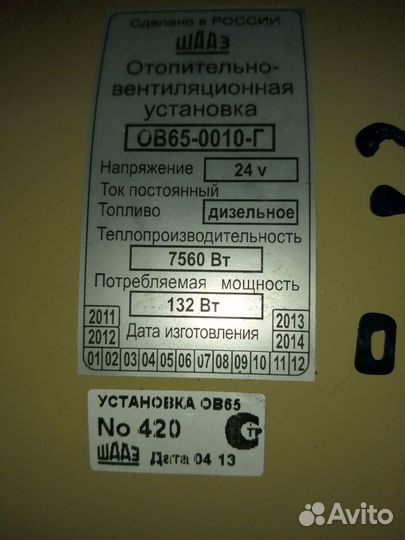 Сделано в РОССИИ
ШААЗ
Отопительно-
вентиляционная
установка
ОВ65-0010-Г
Напряжение 24 v
Ток постоянный
Топливо дизельное
Теплопроизводительность
7560 Вт
Потребляемая мощность
132 Вт
2011 2013
2012 Дата изготовления 2014
01 02 03 04 05 06 07 08 09 10 11 12
УСТАНОВКА ОВ65
No 420
СТР
ШААЗ Дата 04 13
Avito